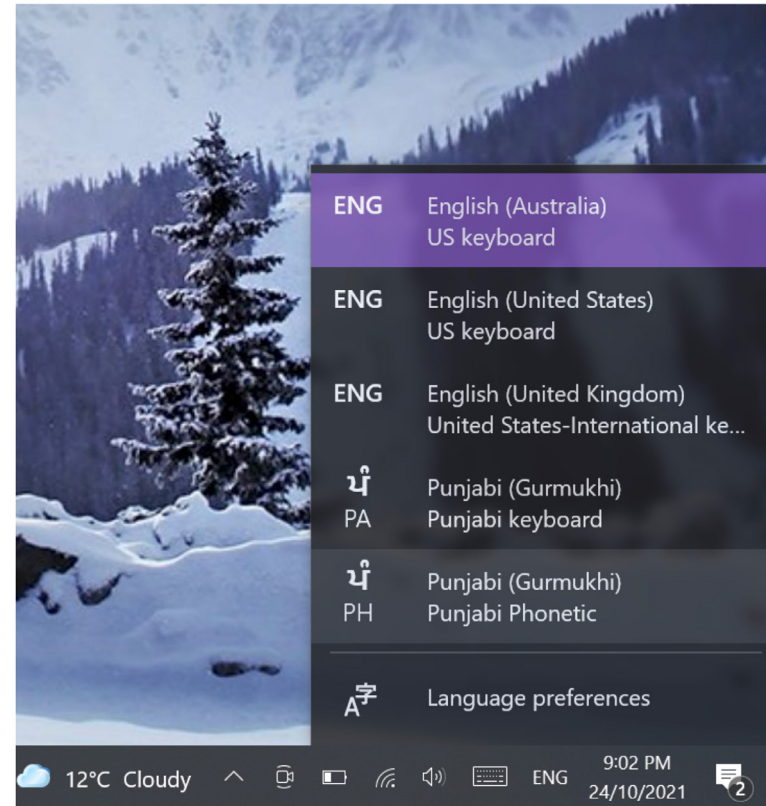 ENG English (Australia)
US keyboard
ENG English (United States)
US keyboard
ENG English (United Kingdom)
United States-International ke...
ਪੰ Punjabi (Gurmukhi)
PA Punjabi keyboard
ਪੰ Punjabi (Gurmukhi)
PH Punjabi Phonetic
A字 Language preferences
12°C Cloudy ENG 9:02 PM
24/10/2021
2